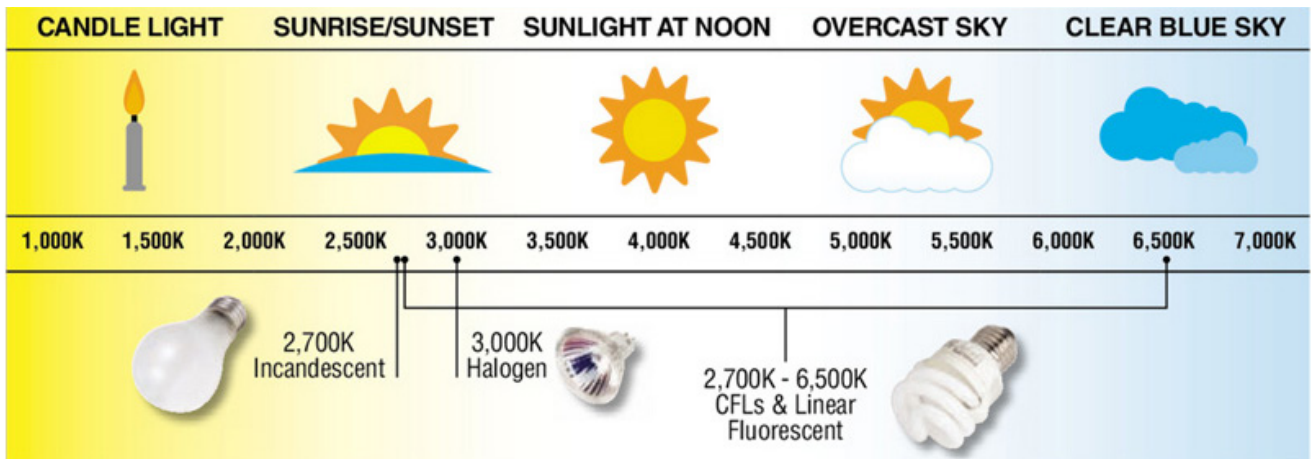 CANDLE LIGHT SUNRISE/SUNSET SUNLIGHT AT NOON OVERCAST SKY CLEAR BLUE SKY
1,000K 1,500K 2,000K 2,500K 3,000K 3,500K 4,000K 4,500K 5,000K 5,500K 6,000K 6,500K 7,000K
2,700K
Incandescent
3,000K
Halogen
2,700K - 6,500K
CFLs & Linear
Fluorescent